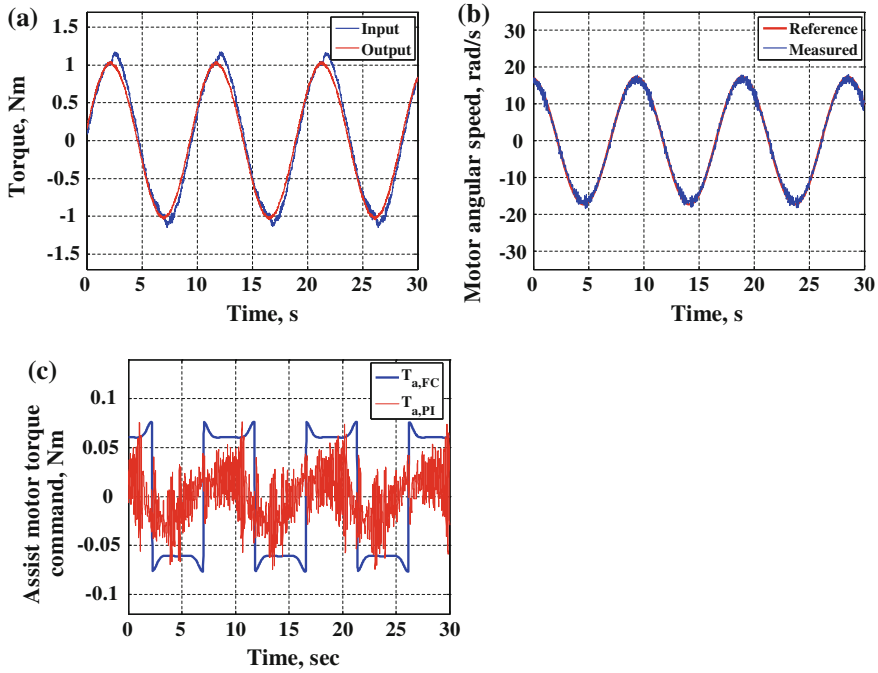 (a)
Input
Output
1.5
1
0.5
0
-0.5
-1
-1.5
Torque, Nm
0 5 10 15 20 25 30
Time, s
(b)
Reference
Measured
30
20
10
0
-10
-20
-30
Motor angular speed, rad/s
0 5 10 15 20 25 30
Time, s
(c)
T a,FC
T a,PI
0.1
0.05
0
-0.05
-0.1
Assist motor torque
command, Nm
0 5 10 15 20 25 30
Time, sec